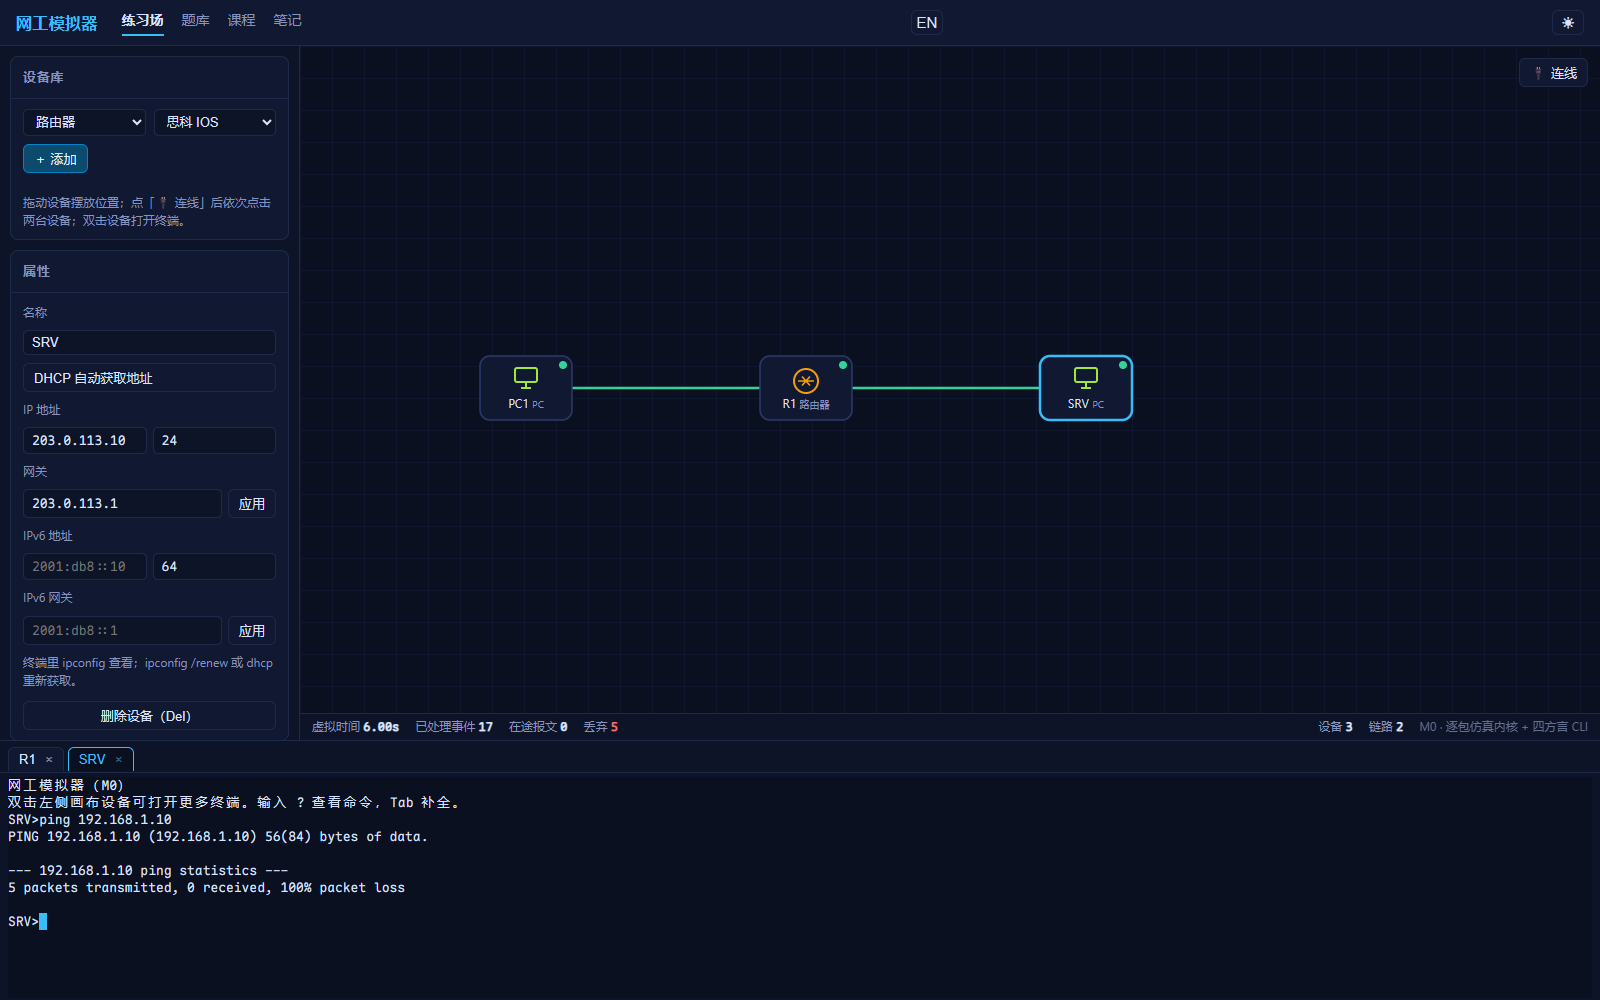 网工模拟器 练习场 题库 课程 笔记 EN
设备库
路由器 思科 IOS
+ 添加
拖动设备摆放位置；点「 连线」后依次点击
两台设备；双击设备打开终端。
属性
名称
SRV
DHCP 自动获取地址
IP 地址
203.0.113.10 24
网关
203.0.113.1 应用
IPv6 地址
2001:db8::10 64
IPv6 网关
2001:db8::1 应用
终端里 ipconfig 查看；ipconfig /renew 或 dhcp
重新获取。
删除设备（Del）
连线
PC1 PC
R1 路由器
SRV PC
虚拟时间 6.00s 已处理事件 17 在途报文 0 丢弃 5 设备 3 链路 2 M0 · 逐包仿真内核 + 四方言 CLI
R1 × SRV ×
网工模拟器 (M0)
双击左侧画布设备可打开更多终端。输入 ? 查看命令, Tab 补全。
SRV>ping 192.168.1.10
PING 192.168.1.10 (192.168.1.10) 56(84) bytes of data.
--- 192.168.1.10 ping statistics ---
5 packets transmitted, 0 received, 100% packet loss
SRV>